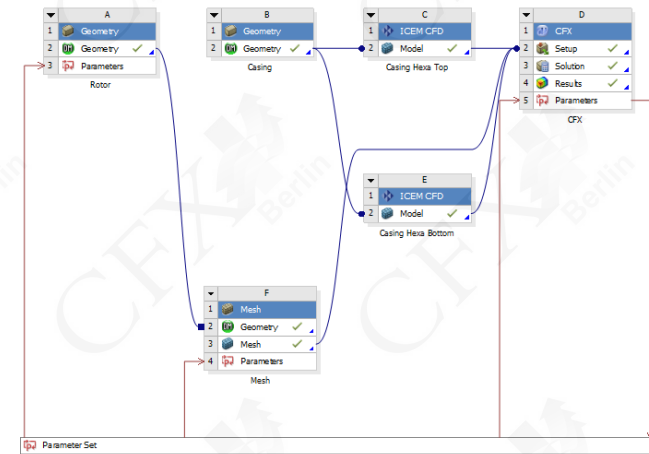 A
1 Geometry
2 Geometry
3 Parameters
Rotor
B
1 Geometry
2 Geometry
Casing
C
1 ICEM CFD
2 Model
Casing Hexa Top
D
1 CFX
2 Setup
3 Solution
4 Results
5 Parameters
CFX
E
1 ICEM CFD
2 Model
Casing Hexa Bottom
F
1 Mesh
2 Geometry
3 Mesh
4 Parameters
Mesh
Parameter Set
CFX
Berlin